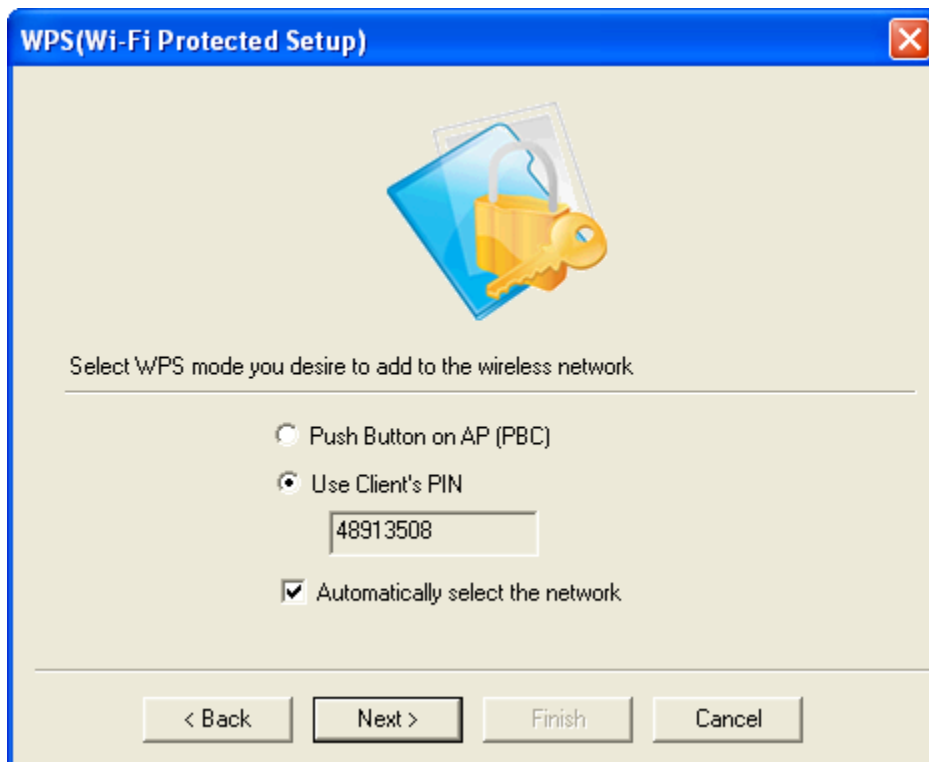 WPS(Wi-Fi Protected Setup)
Select WPS mode you desire to add to the wireless network
Push Button on AP (PBC)
Use Client's PIN
48913508
Automatically select the network
< Back Next > Finish Cancel